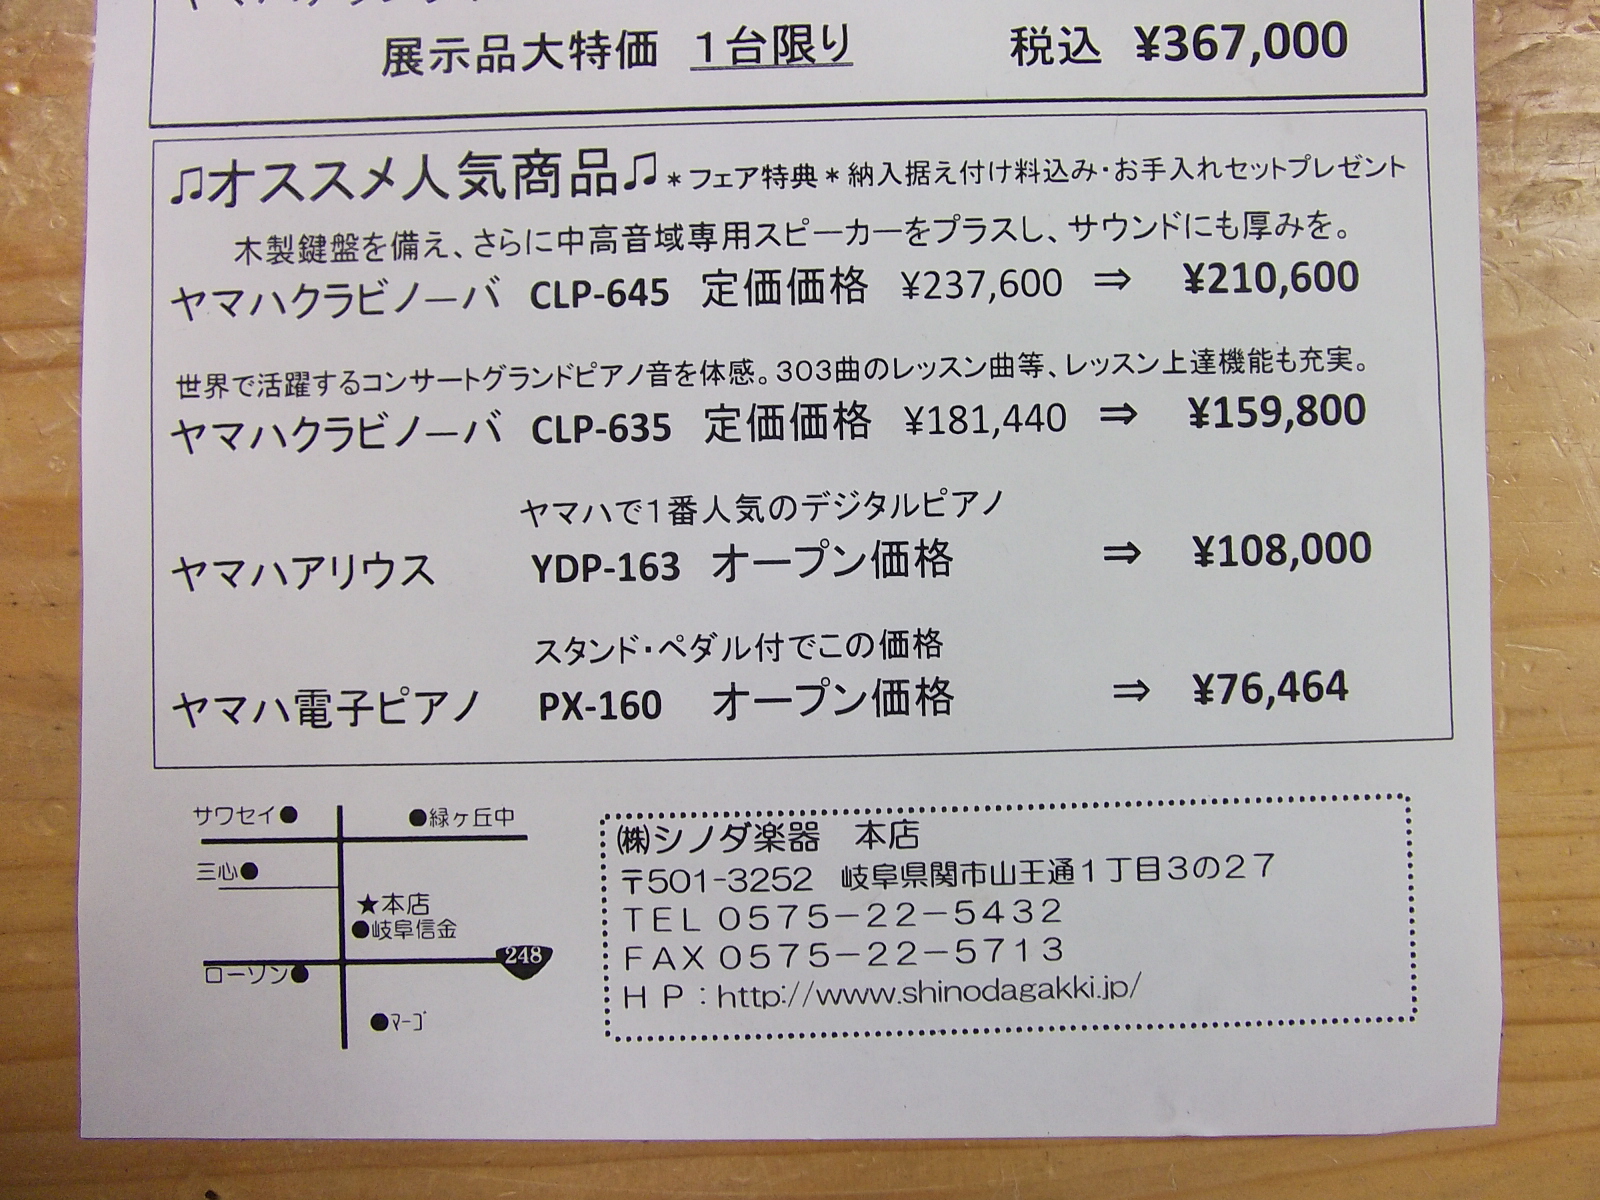 展示品大特価 １台限り 税込 ¥367,000
♫オススメ人気商品♫＊フェア特典＊納入据え付け料込み・お手入れセットプレゼント
木製鍵盤を備え、さらに中高音域専用スピーカーをプラスし、サウンドにも厚みを。
ヤマハクラビノーバ CLP-645 定価価格 ¥237,600 ⇒ ¥210,600
世界で活躍するコンサートグランドピアノ音を体感。303曲のレッスン曲等、レッスン上達機能も充実。
ヤマハクラビノーバ CLP-635 定価価格 ¥181,440 ⇒ ¥159,800
ヤマハで１番人気のデジタルピアノ
ヤマハアリウス YDP-163 オープン価格 ⇒ ¥108,000
スタンド・ペダル付でこの価格
ヤマハ電子ピアノ PX-160 オープン価格 ⇒ ¥76,464
サワセイ● ●緑ヶ丘中
三心●
★本店
●岐阜信金
248
ローソン●
●マーゴ
㈱シノダ楽器 本店
〒501-3252 岐阜県関市山王通１丁目３の２７
ＴＥＬ ０５７５－２２－５４３２
ＦＡＸ ０５７５－２２－５７１３
ＨＰ：http://www.shinodagakki.jp/